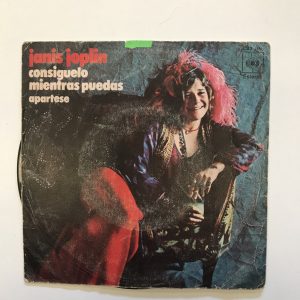 janis joplin
consiguelo
mientras puedas
apartese
CBS